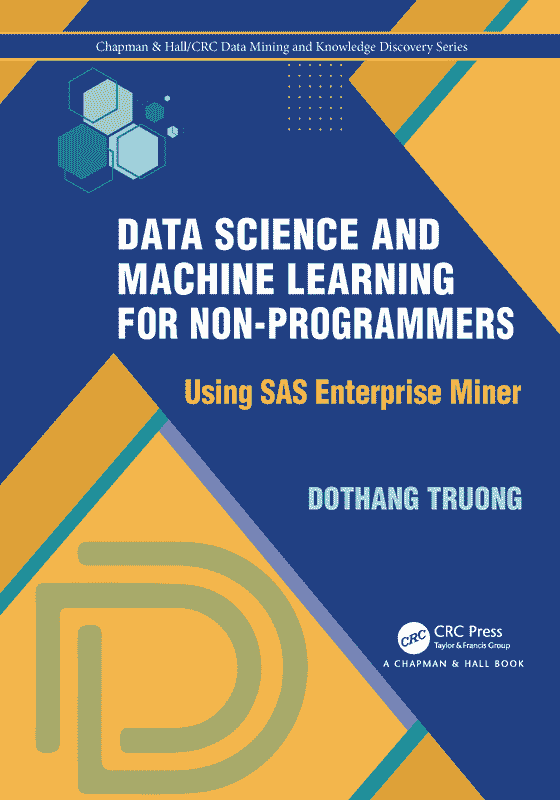 Chapman & Hall/CRC Data Mining and Knowledge Discovery Series
DATA SCIENCE AND
MACHINE LEARNING
FOR NON-PROGRAMMERS
Using SAS Enterprise Miner
DOTHANG TRUONG
CRC
CRC Press
Taylor & Francis Group
A CHAPMAN & HALL BOOK